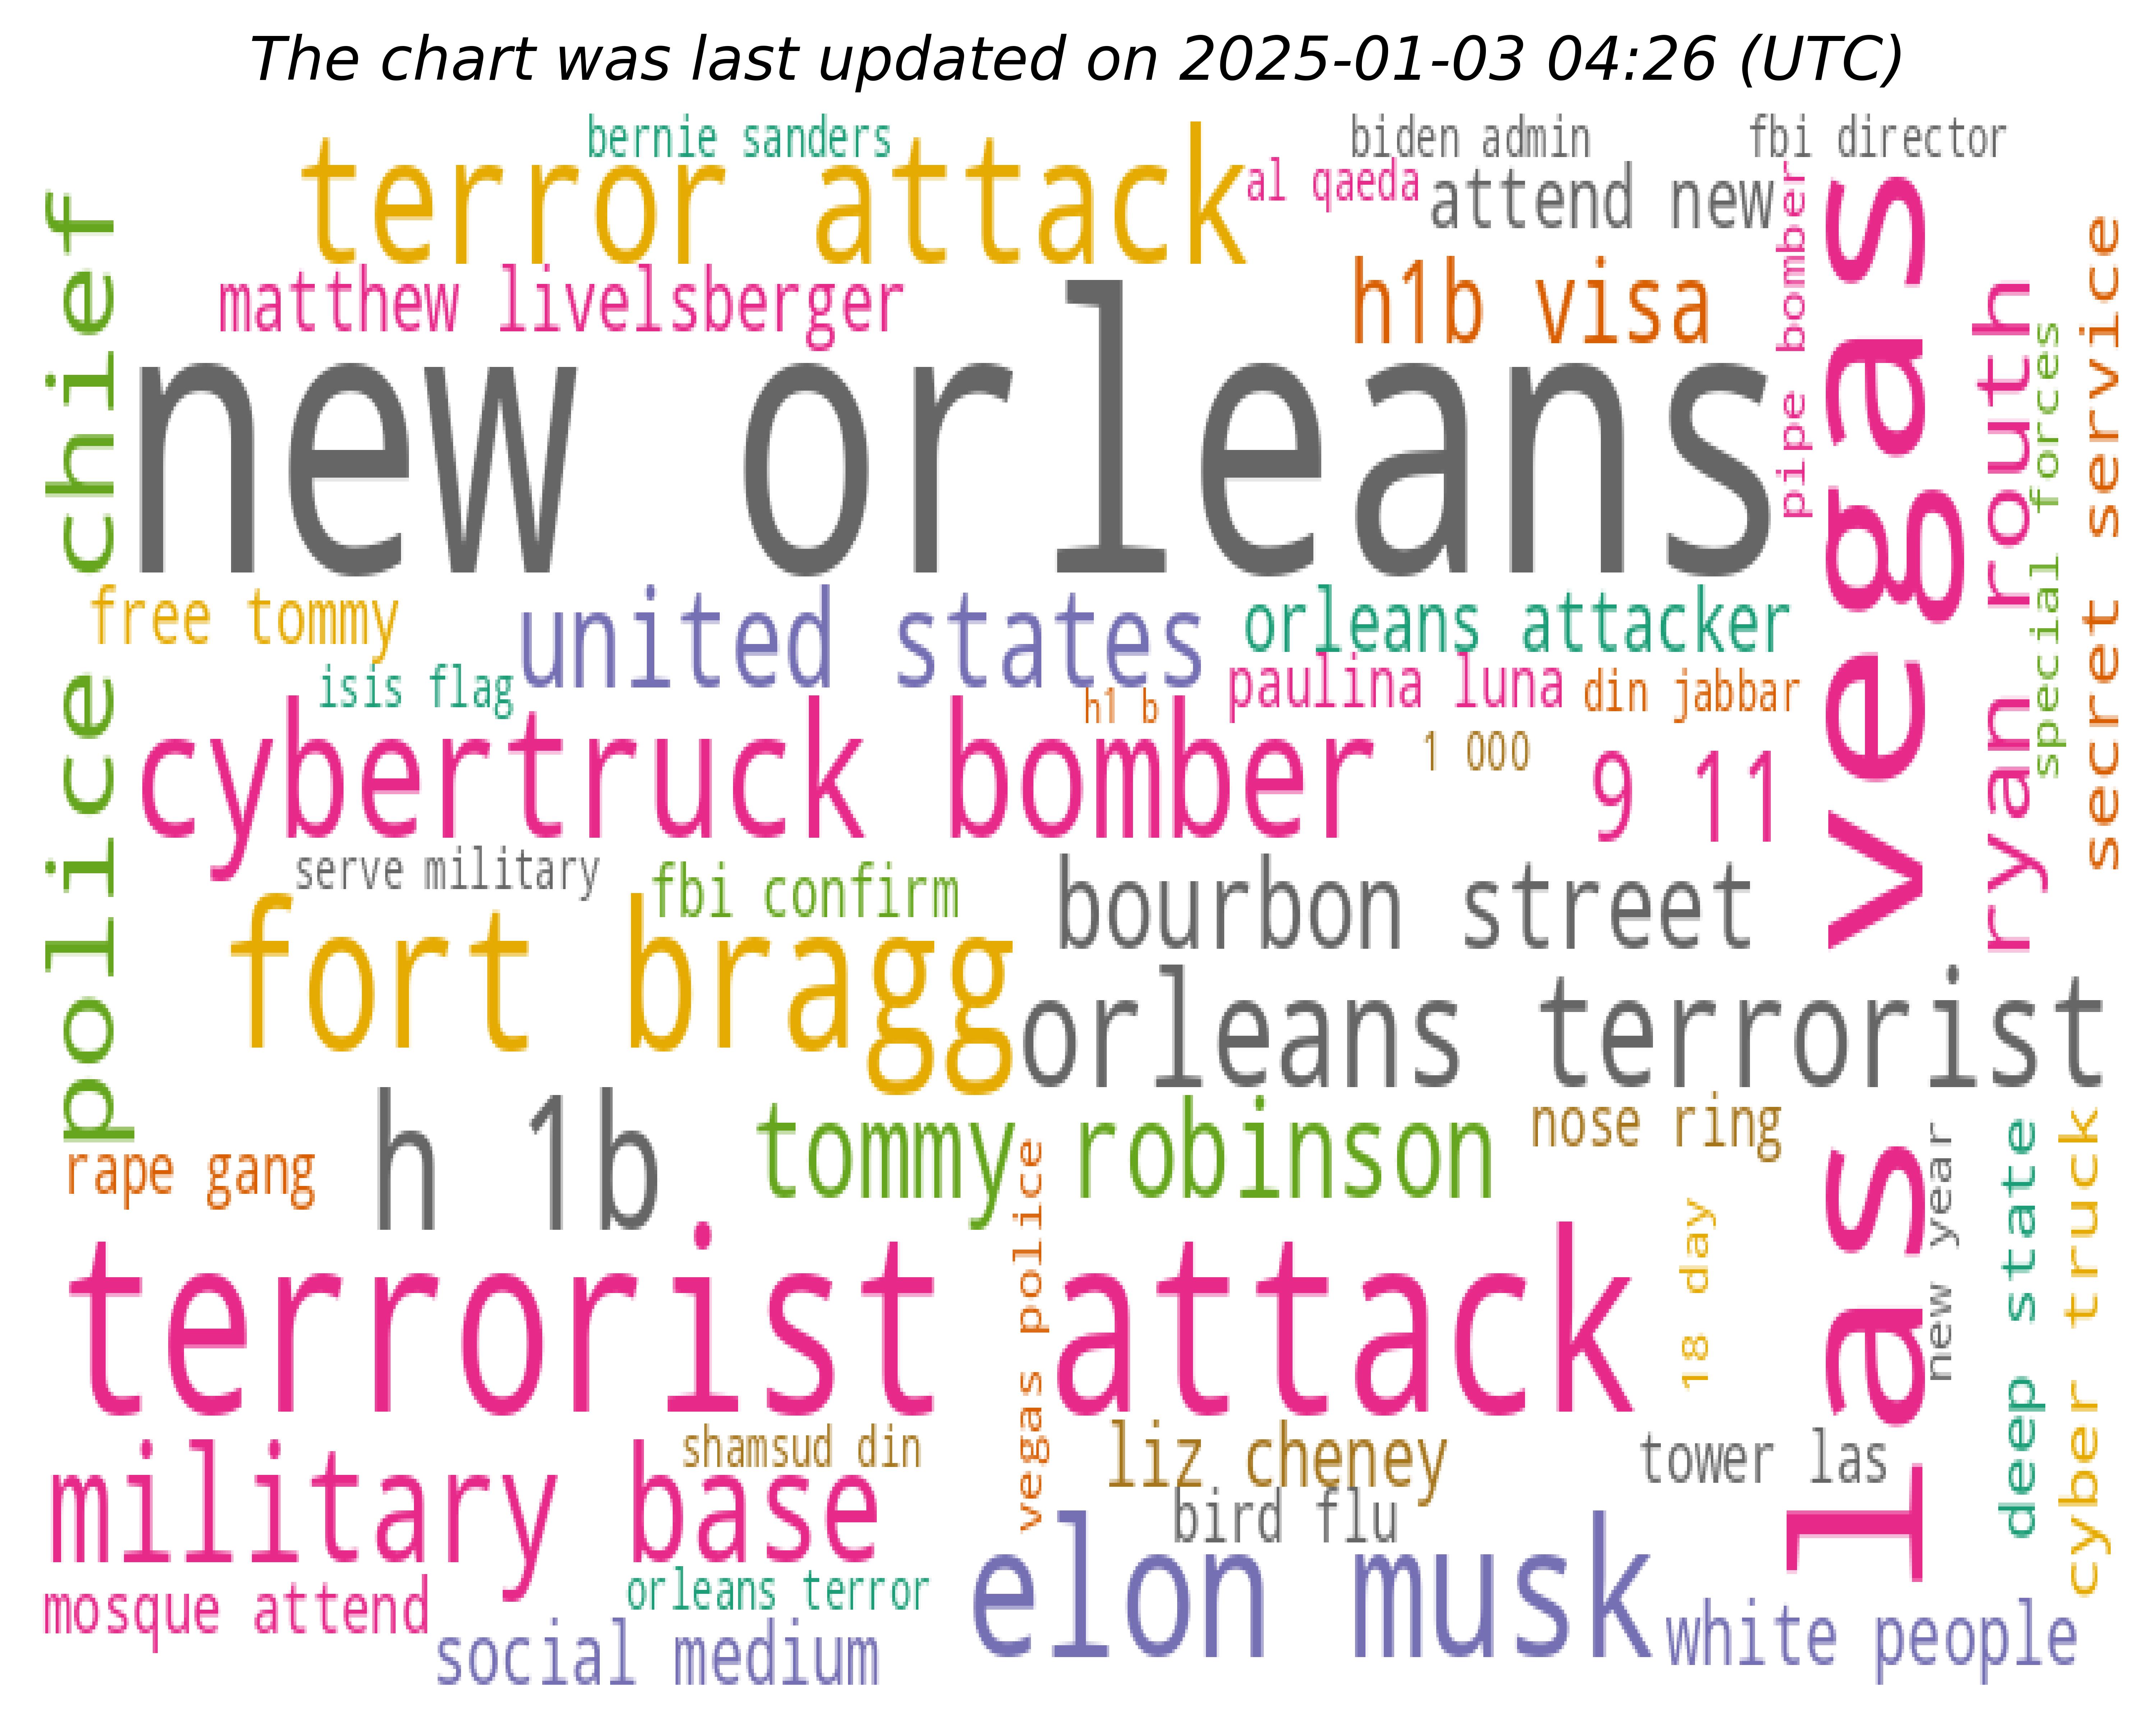 The chart was last updated on 2025-01-03 04:26 (UTC)
bernie sanders
biden admin
fbi director
terror attack
al qaeda
attend new
pipe bomber
las vegas
police chief
matthew livelsberger
h1b visa
ryan routh
special forces
secret service
new orleans
free tommy
united states
orleans attacker
isis flag
h1 b
paulina luna
din jabbar
cybertruck bomber
1 000
9 11
serve military
fbi confirm
bourbon street
fort bragg
orleans terrorist
rape gang
h 1b
tommy robinson
nose ring
vegas police
18 day
new year
deep state
cyber truck
terrorist attack
shamsud din
liz cheney
tower las
military base
bird flu
mosque attend
orleans terror
elon musk
social medium
white people